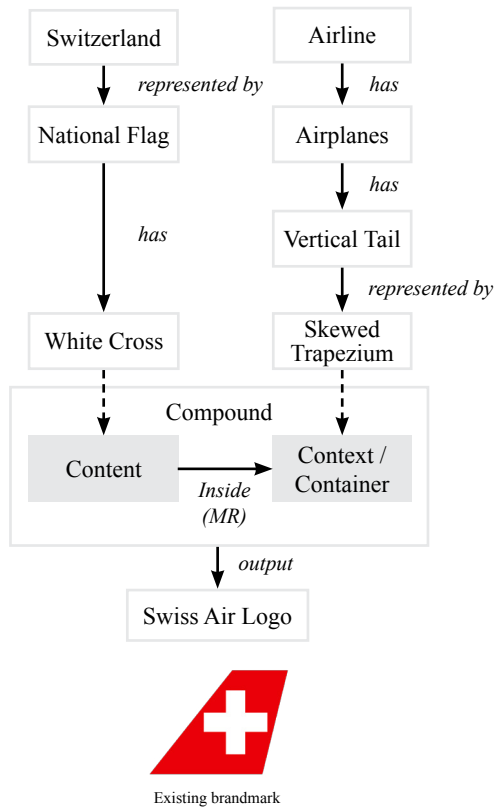 Switzerland
Airline
represented by
has
National Flag
Airplanes
has
has
Vertical Tail
represented by
White Cross
Skewed
Trapezium
Compound
Content
Context /
Container
Inside
(MR)
output
Swiss Air Logo
Existing brandmark